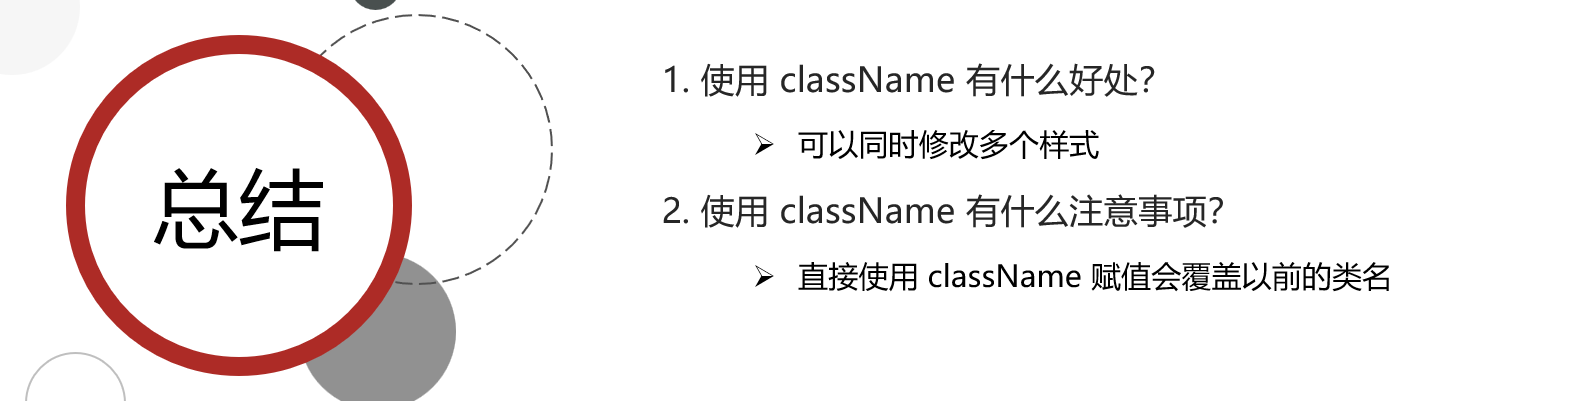 总结
1. 使用 className 有什么好处？
➢ 可以同时修改多个样式
2. 使用 className 有什么注意事项？
➢ 直接使用 className 赋值会覆盖以前的类名